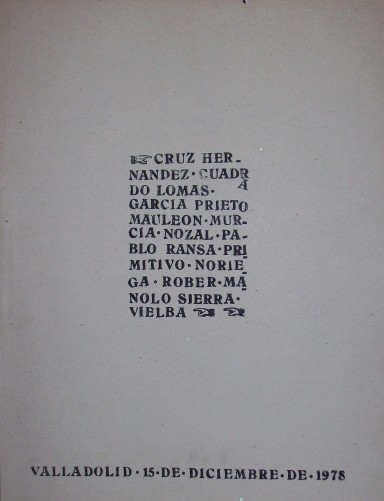 ☞CRUZ HER-
NANDEZ·CUADRA
DO LOMAS·
GARCIA PRIETO
MAULEON·MUR-
CIA·NOZAL·PA-
BLO RANSA·PRI-
MITIVO·NORIE-
GA·ROBER·MA-
NOLO SIERRA·
VIELBA ☜ ☜
VALLADOLID·15·DE·DICIEMBRE·DE·1978